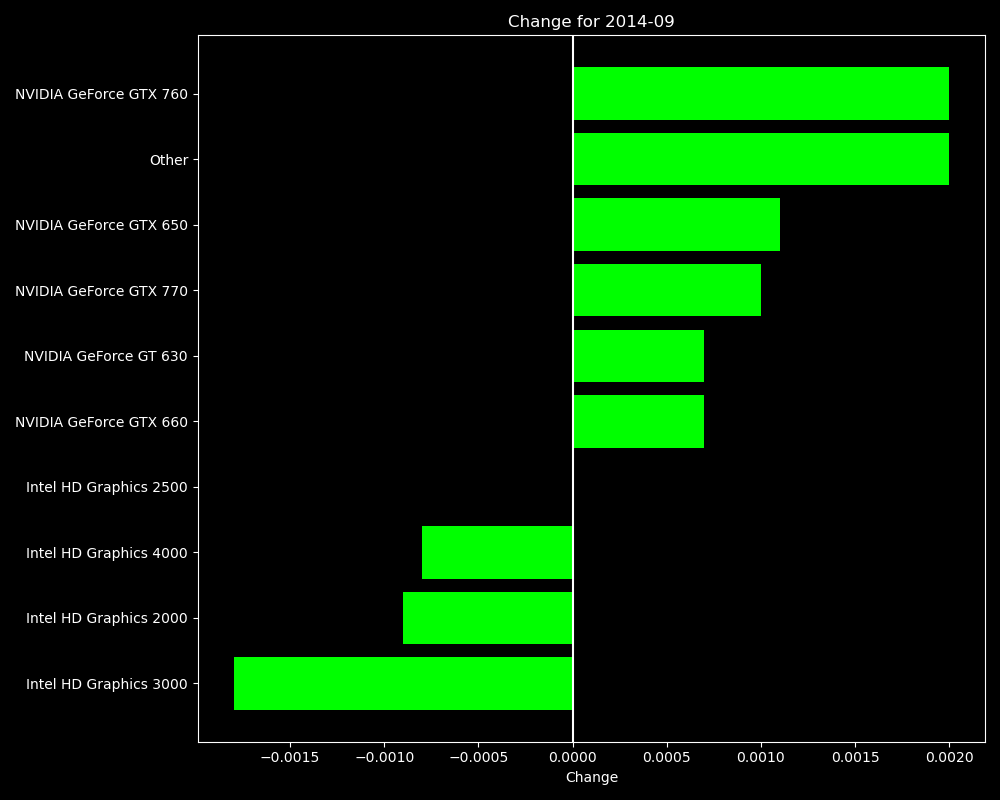 Change for 2014-09
NVIDIA GeForce GTX 760
Other
NVIDIA GeForce GTX 650
NVIDIA GeForce GTX 770
NVIDIA GeForce GT 630
NVIDIA GeForce GTX 660
Intel HD Graphics 2500
Intel HD Graphics 4000
Intel HD Graphics 2000
Intel HD Graphics 3000
−0.0015 −0.0010 −0.0005 0.0000 0.0005 0.0010 0.0015 0.0020
Change